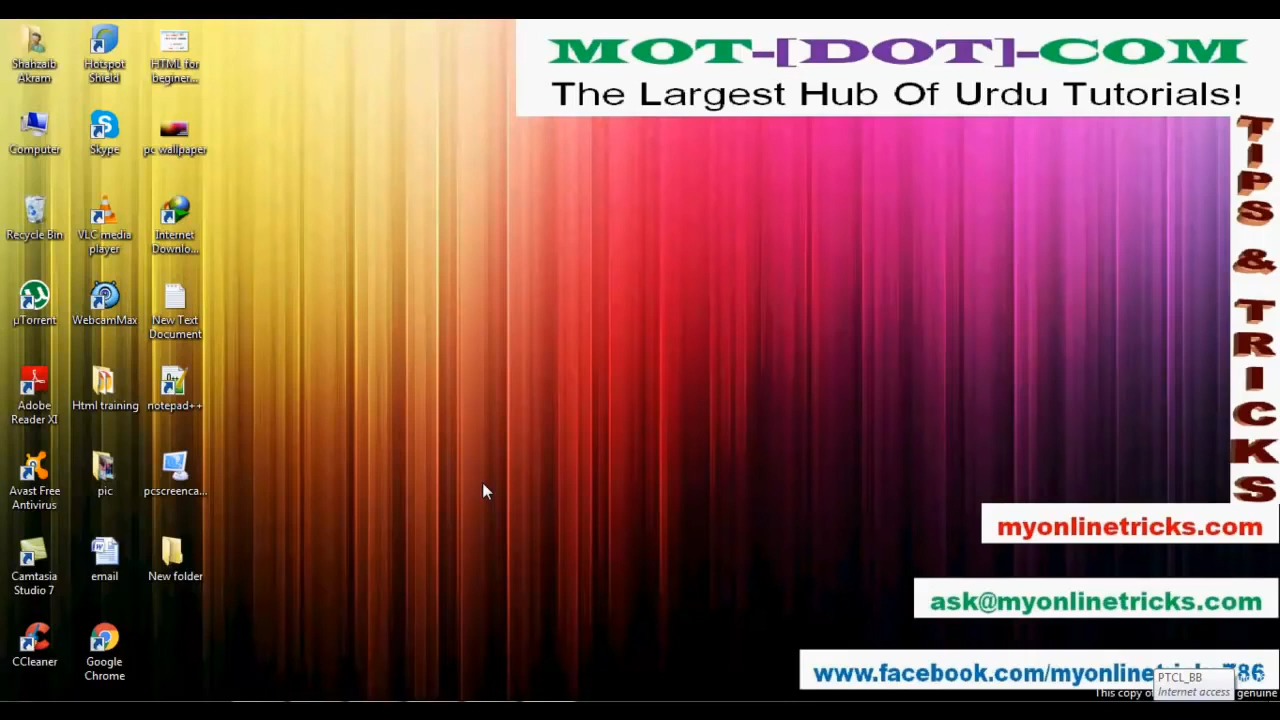 Shahzaib
Akram
Hotspot
Shield
HTML for
beginer...
Computer
Skype
pc wallpaper
Recycle Bin
VLC media
player
Internet
Downlo...
µTorrent
WebcamMax
New Text
Document
Adobe
Reader XI
Html training
notepad++
Avast Free
Antivirus
pic
pcscreenca...
Camtasia
Studio 7
email
New folder
CCleaner
Google
Chrome
MOT-[DOT]-COM
The Largest Hub Of Urdu Tutorials!
TIPS & TRICKS
myonlinetricks.com
ask@myonlinetricks.com
www.facebook.com/myonlinetricks786
PTCL_BB
Internet access
This copy of
genuine